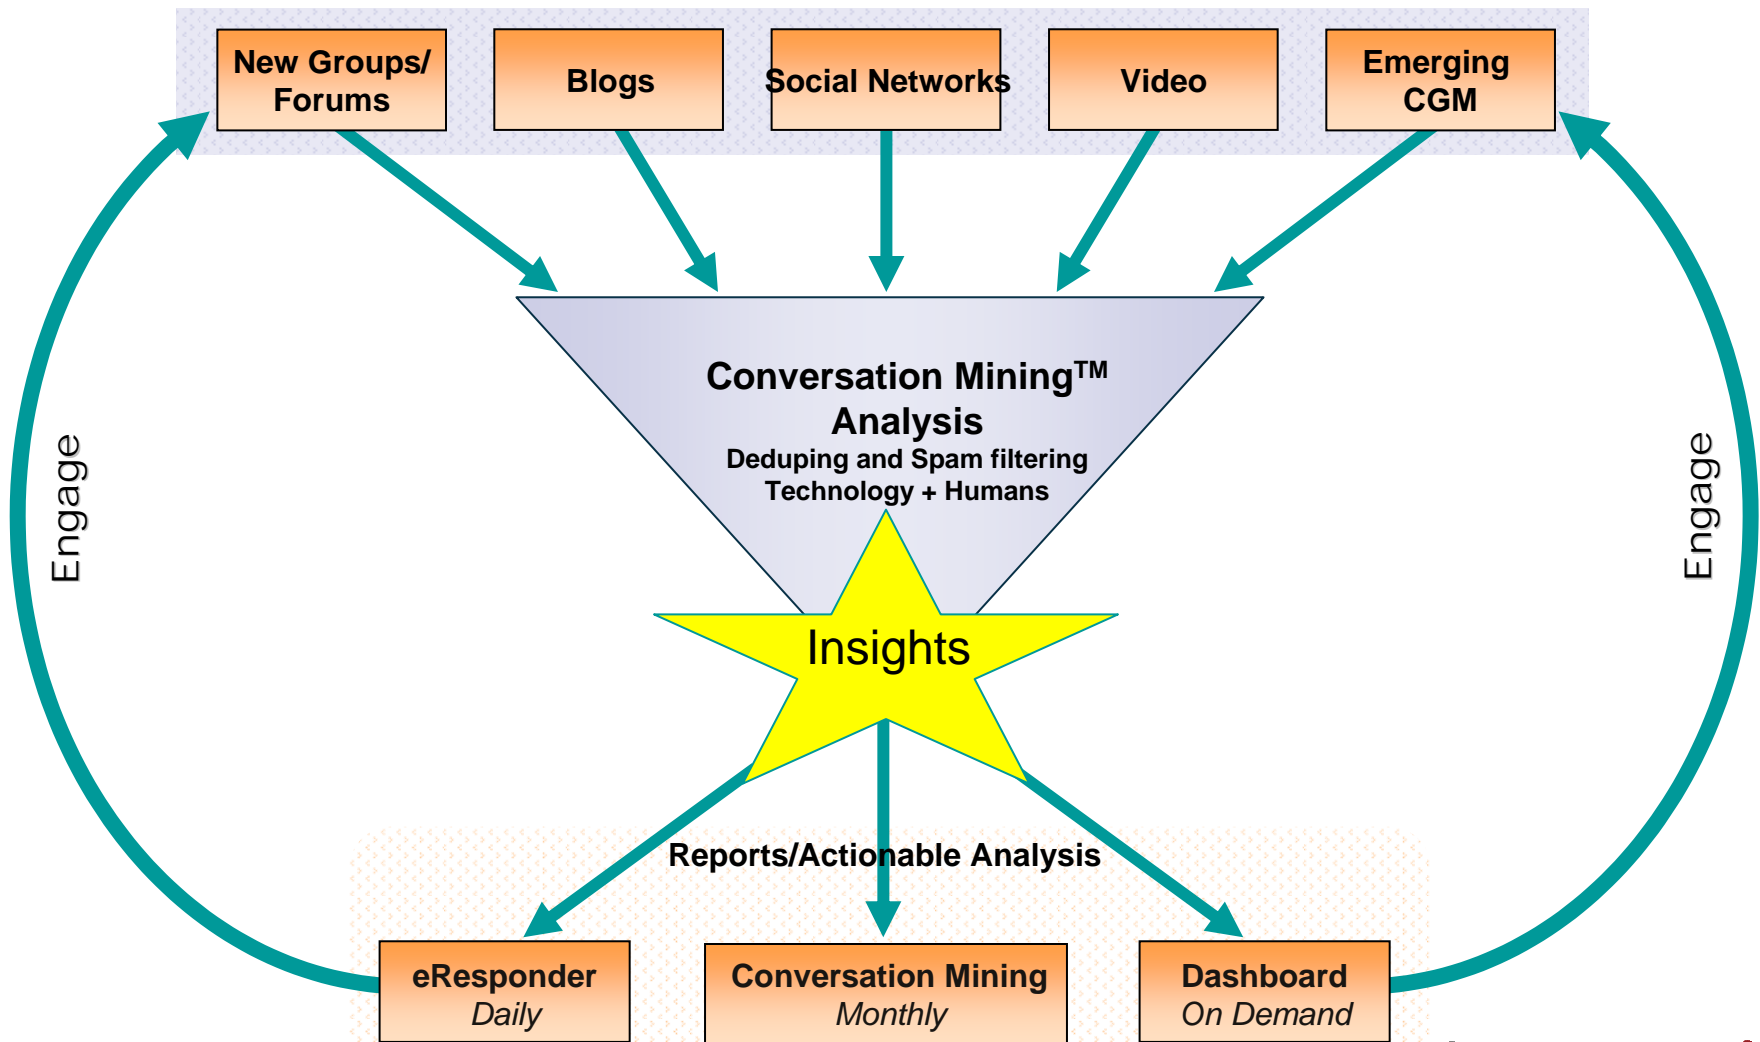 New Groups/
Forums
Blogs
Social Networks
Video
Emerging
CGM
Conversation Mining™
Analysis
Deduping and Spam filtering
Technology + Humans
Engage
Engage
Insights
Reports/Actionable Analysis
eResponder
Daily
Conversation Mining
Monthly
Dashboard
On Demand